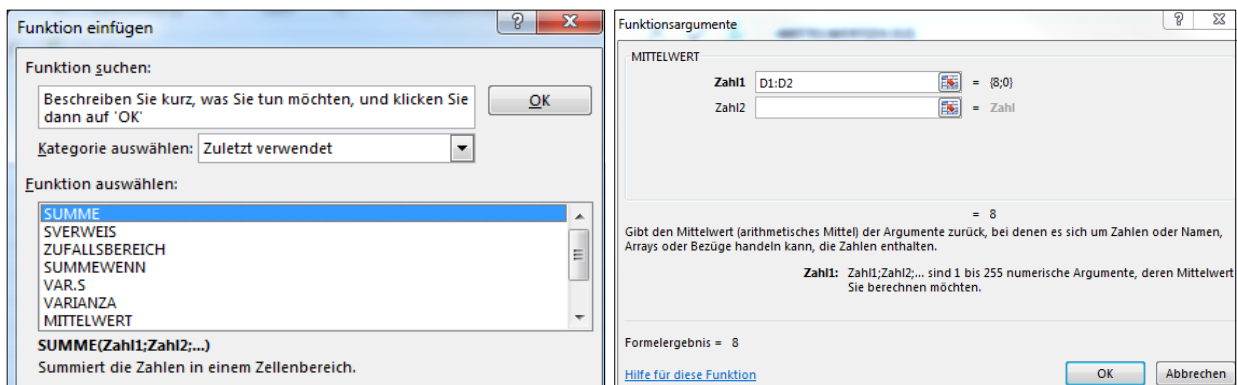 Funktion einfügen
Funktion suchen:
Beschreiben Sie kurz, was Sie tun möchten, und klicken Sie
dann auf 'OK'
OK
Kategorie auswählen: Zuletzt verwendet
Funktion auswählen:
SUMME
SVERWEIS
ZUFALLSBEREICH
SUMMEWENN
VAR.S
VARIANZA
MITTELWERT
SUMME(Zahl1;Zahl2;...)
Summiert die Zahlen in einem Zellenbereich.
Funktionsargumente
MITTELWERT
Zahl1 D1:D2 = {8;0}
Zahl2 = Zahl
= 8
Gibt den Mittelwert (arithmetisches Mittel) der Argumente zurück, bei denen es sich um Zahlen oder Namen,
Arrays oder Bezüge handeln kann, die Zahlen enthalten.
Zahl1: Zahl1;Zahl2;... sind 1 bis 255 numerische Argumente, deren Mittelwert
Sie berechnen möchten.
Formelergebnis = 8
Hilfe für diese Funktion
OK
Abbrechen